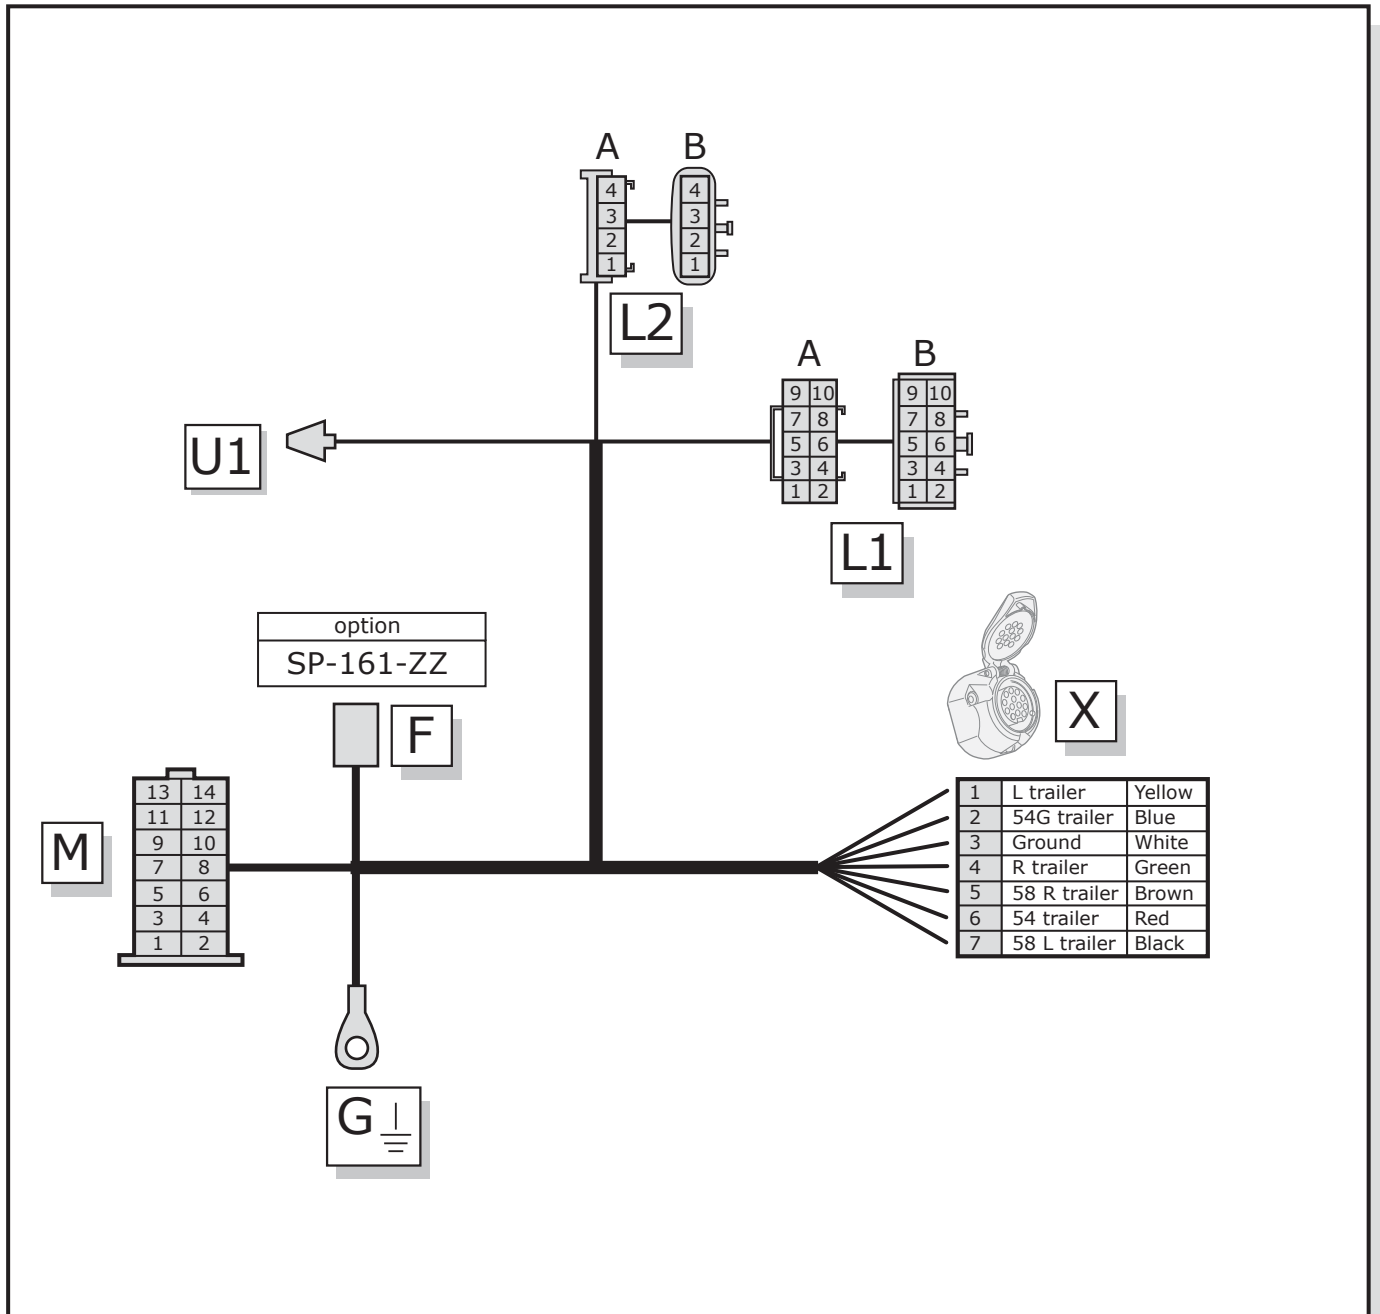 A B
4 4
3 3
2 2
1 1
L2
A B
9 10 9 10
7 8 7 8
5 6 5 6
3 4 3 4
1 2 1 2
U1
L1
option
SP-161-ZZ
F
X
13 14
11 12
9 10
7 8
5 6
3 4
1 2
M
1 L trailer Yellow
2 54G trailer Blue
3 Ground White
4 R trailer Green
5 58 R trailer Brown
6 54 trailer Red
7 58 L trailer Black
G